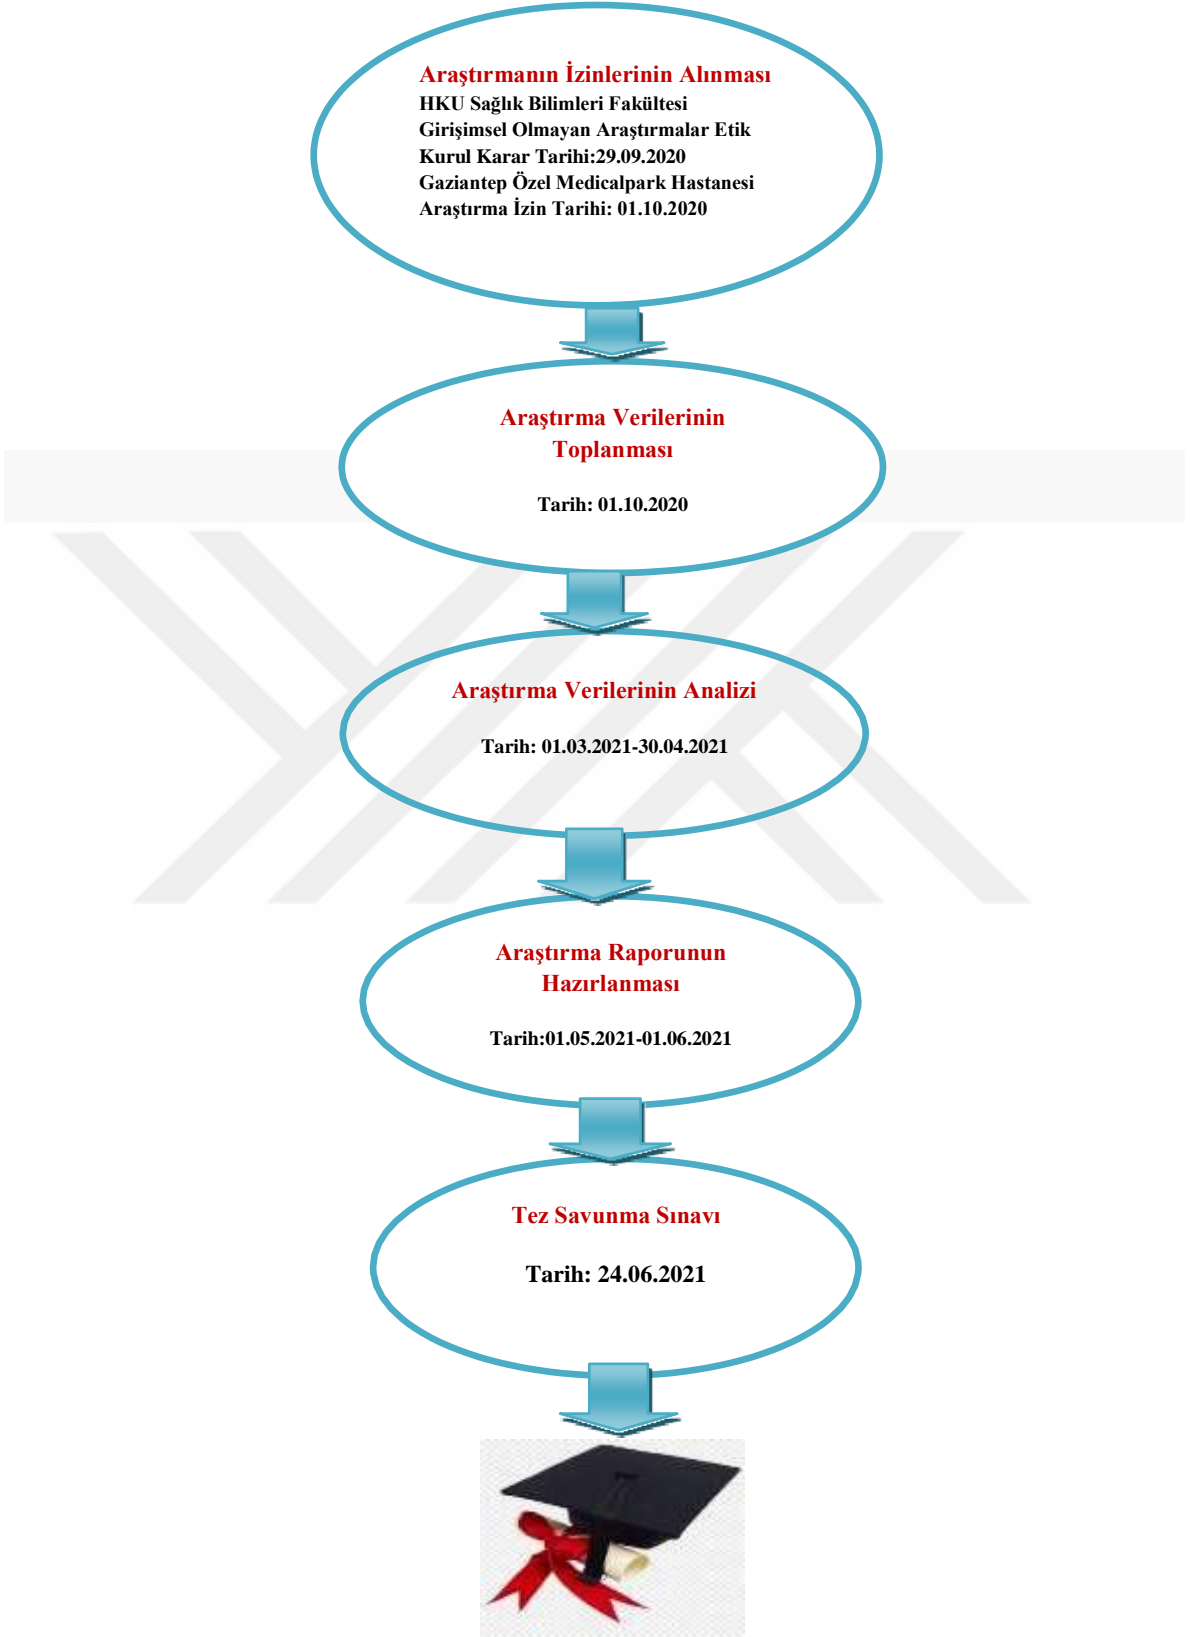 Araştırmanın İzinlerinin Alınması
HKU Sağlık Bilimleri Fakültesi
Girişimsel Olmayan Araştırmalar Etik
Kurul Karar Tarihi:29.09.2020
Gaziantep Özel Medicalpark Hastanesi
Araştırma İzin Tarihi: 01.10.2020
Araştırma Verilerinin
Toplanması
Tarih: 01.10.2020
Araştırma Verilerinin Analizi
Tarih: 01.03.2021-30.04.2021
Araştırma Raporunun
Hazırlanması
Tarih:01.05.2021-01.06.2021
Tez Savunma Sınavı
Tarih: 24.06.2021